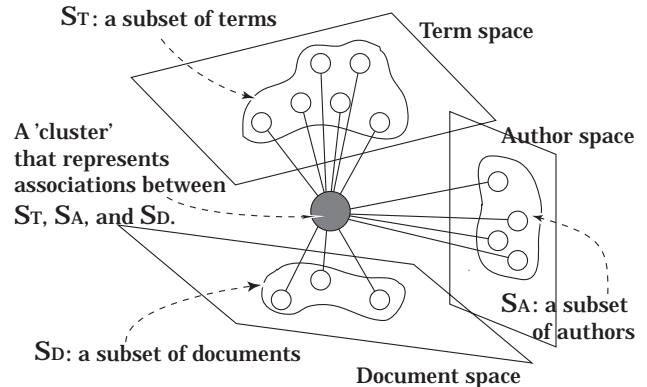 ST: a subset of terms
Term space
A 'cluster'
that represents
associations between
ST, SA, and SD.
Author space
SA: a subset
of authors
SD: a subset of documents
Document space